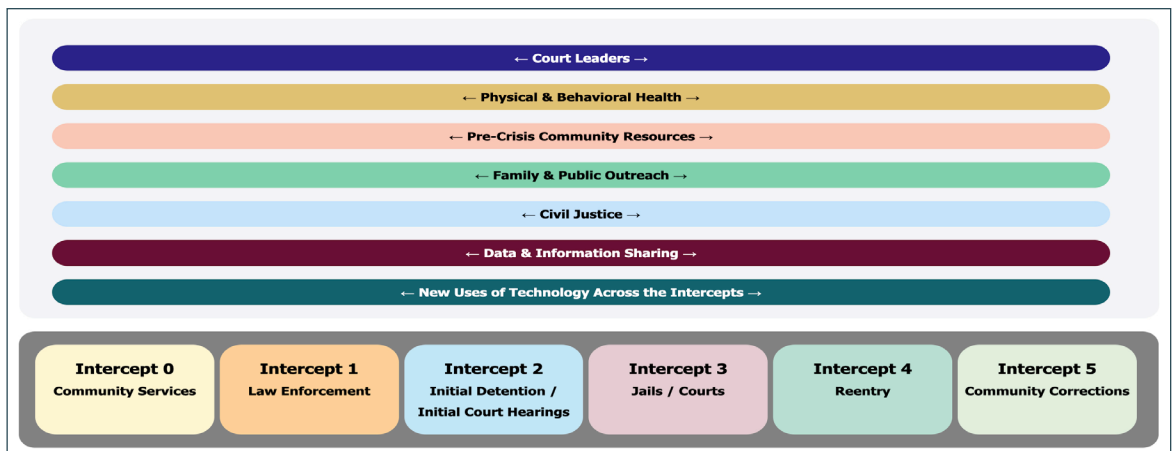 ← Court Leaders →
← Physical & Behavioral Health →
← Pre-Crisis Community Resources →
← Family & Public Outreach →
← Civil Justice →
← Data & Information Sharing →
← New Uses of Technology Across the Intercepts →
Intercept 0
Community Services
Intercept 1
Law Enforcement
Intercept 2
Initial Detention /
Initial Court Hearings
Intercept 3
Jails / Courts
Intercept 4
Reentry
Intercept 5
Community Corrections